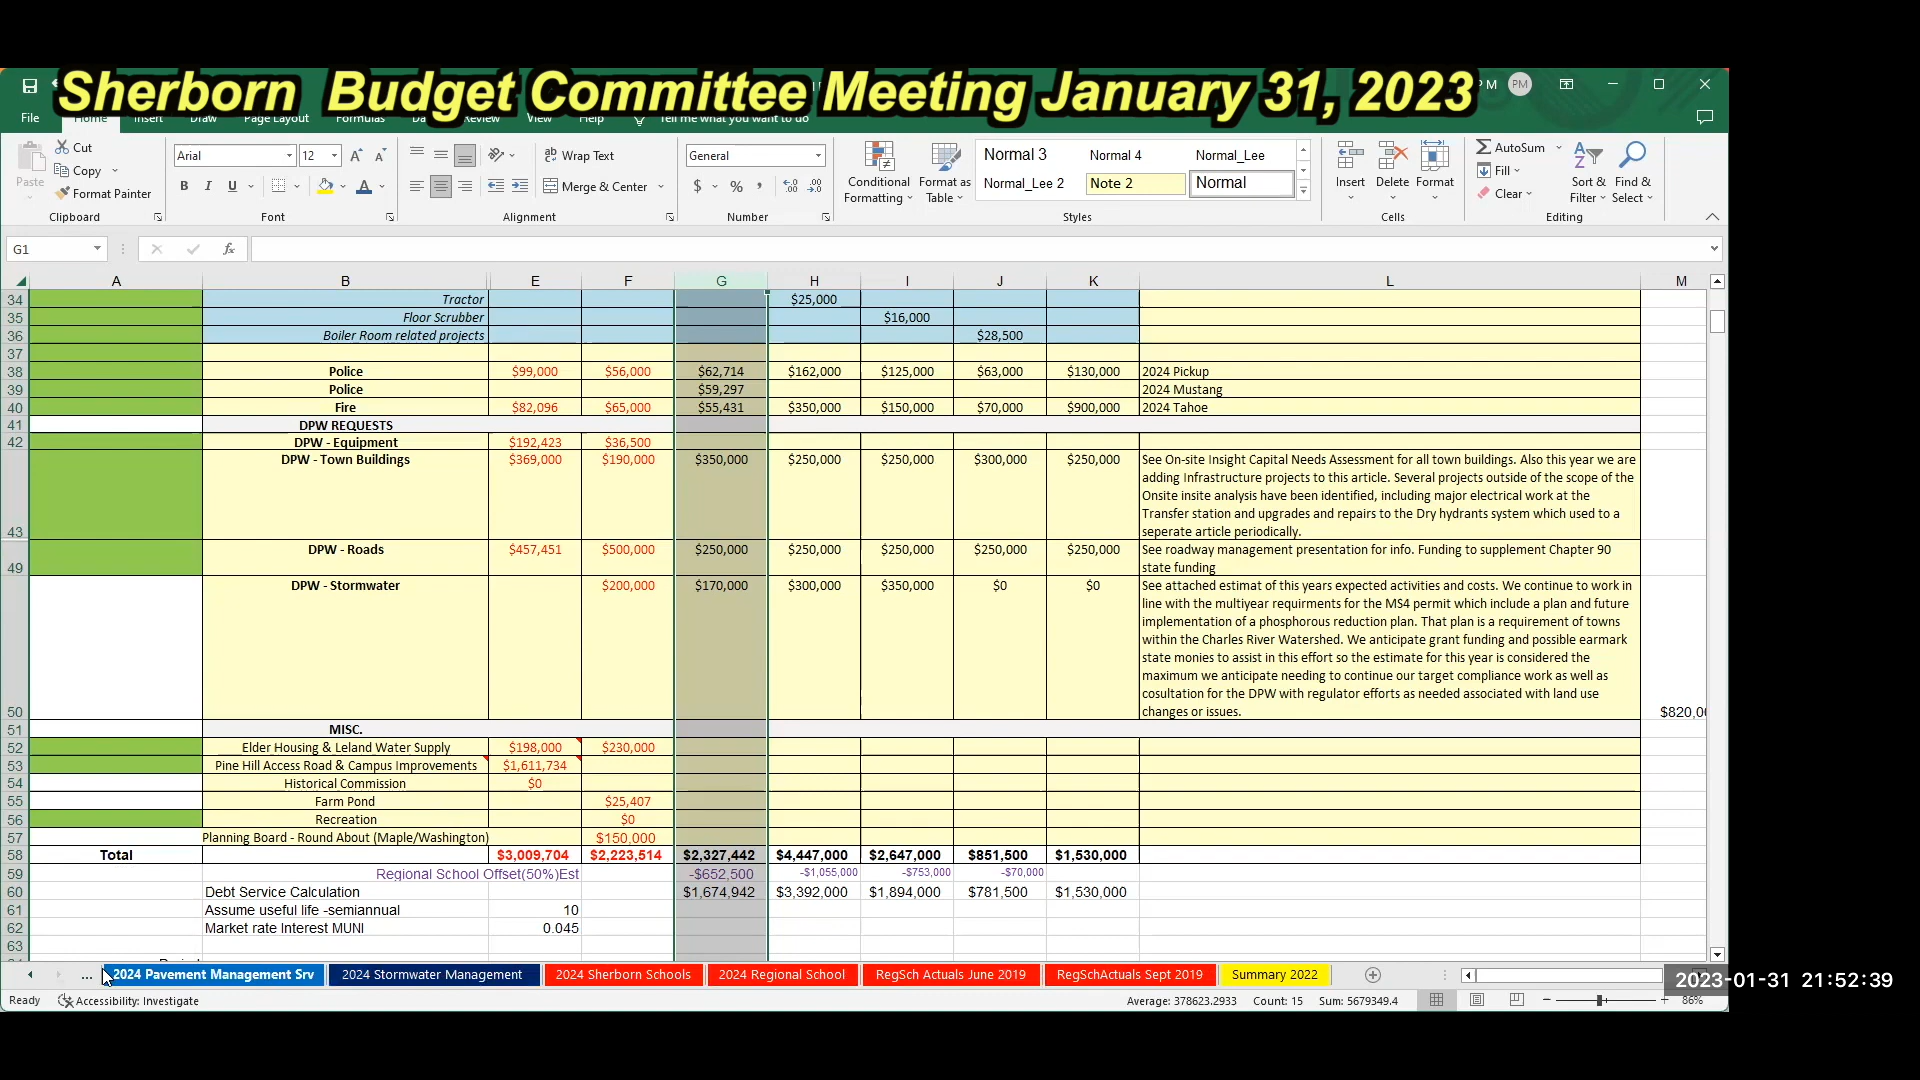 Sherborn Budget Committee Meeting January 31, 2023
PM
File Home Insert Draw Page Layout Formulas Review View Help Tell me what you want to do
Cut
Copy
Format Painter
Paste
Clipboard
Arial 12
B I U
Font
Wrap Text
Merge & Center
Alignment
General
$ % ,
Number
Conditional Formatting
Format as Table
Normal 3 Normal 4 Normal_Lee
Normal_Lee 2 Note 2 Normal
Styles
Insert Delete Format
Cells
AutoSum
Fill
Clear
Sort & Filter
Find & Select
Editing
G1 fx
A B E F G H I J K L M
34 Tractor $25,000
35 Floor Scrubber $16,000
36 Boiler Room related projects $28,500
37
38 Police $99,000 $56,000 $62,714 $162,000 $125,000 $63,000 $130,000 2024 Pickup
39 Police $59,297 2024 Mustang
40 Fire $82,096 $65,000 $55,431 $350,000 $150,000 $70,000 $900,000 2024 Tahoe
41 DPW REQUESTS
42 DPW - Equipment $192,423 $36,500
DPW - Town Buildings $369,000 $190,000 $350,000 $250,000 $250,000 $300,000 $250,000 See On-site Insight Capital Needs Assessment for all town buildings. Also this year we are
adding Infrastructure projects to this article. Several projects outside of the scope of the
Onsite insite analysis have been identified, including major electrical work at the
Transfer station and upgrades and repairs to the Dry hydrants system which used to a
43 seperate article periodically.
DPW - Roads $457,451 $500,000 $250,000 $250,000 $250,000 $250,000 $250,000 See roadway management presentation for info. Funding to supplement Chapter 90
49 state funding
DPW - Stormwater $200,000 $170,000 $300,000 $350,000 $0 $0 See attached estimat of this years expected activities and costs. We continue to work in
line with the multiyear requirments for the MS4 permit which include a plan and future
implementation of a phosphorous reduction plan. That plan is a requirement of towns
within the Charles River Watershed. We anticipate grant funding and possible earmark
state monies to assist in this effort so the estimate for this year is considered the
maximum we anticipate needing to continue our target compliance work as well as
cosultation for the DPW with regulator efforts as needed associated with land use
50 changes or issues. $820,0
51 MISC.
52 Elder Housing & Leland Water Supply $198,000 $230,000
53 Pine Hill Access Road & Campus Improvements $1,611,734
54 Historical Commission $0
55 Farm Pond $25,407
56 Recreation $0
57 Planning Board - Round About (Maple/Washington) $150,000
58 Total $3,009,704 $2,223,514 $2,327,442 $4,447,000 $2,647,000 $851,500 $1,530,000
59 Regional School Offset(50%)Est -$652,500 -$1,055,000 -$753,000 -$70,000
60 Debt Service Calculation $1,674,942 $3,392,000 $1,894,000 $781,500 $1,530,000
61 Assume useful life -semiannual 10
62 Market rate Interest MUNI 0.045
63
... 2024 Pavement Management Srv 2024 Stormwater Management 2024 Sherborn Schools 2024 Regional School RegSch Actuals June 2019 RegSchActuals Sept 2019 Summary 2022
2023-01-31 21:52:39
Ready Accessibility: Investigate Average: 378623.2933 Count: 15 Sum: 5679349.4 86%